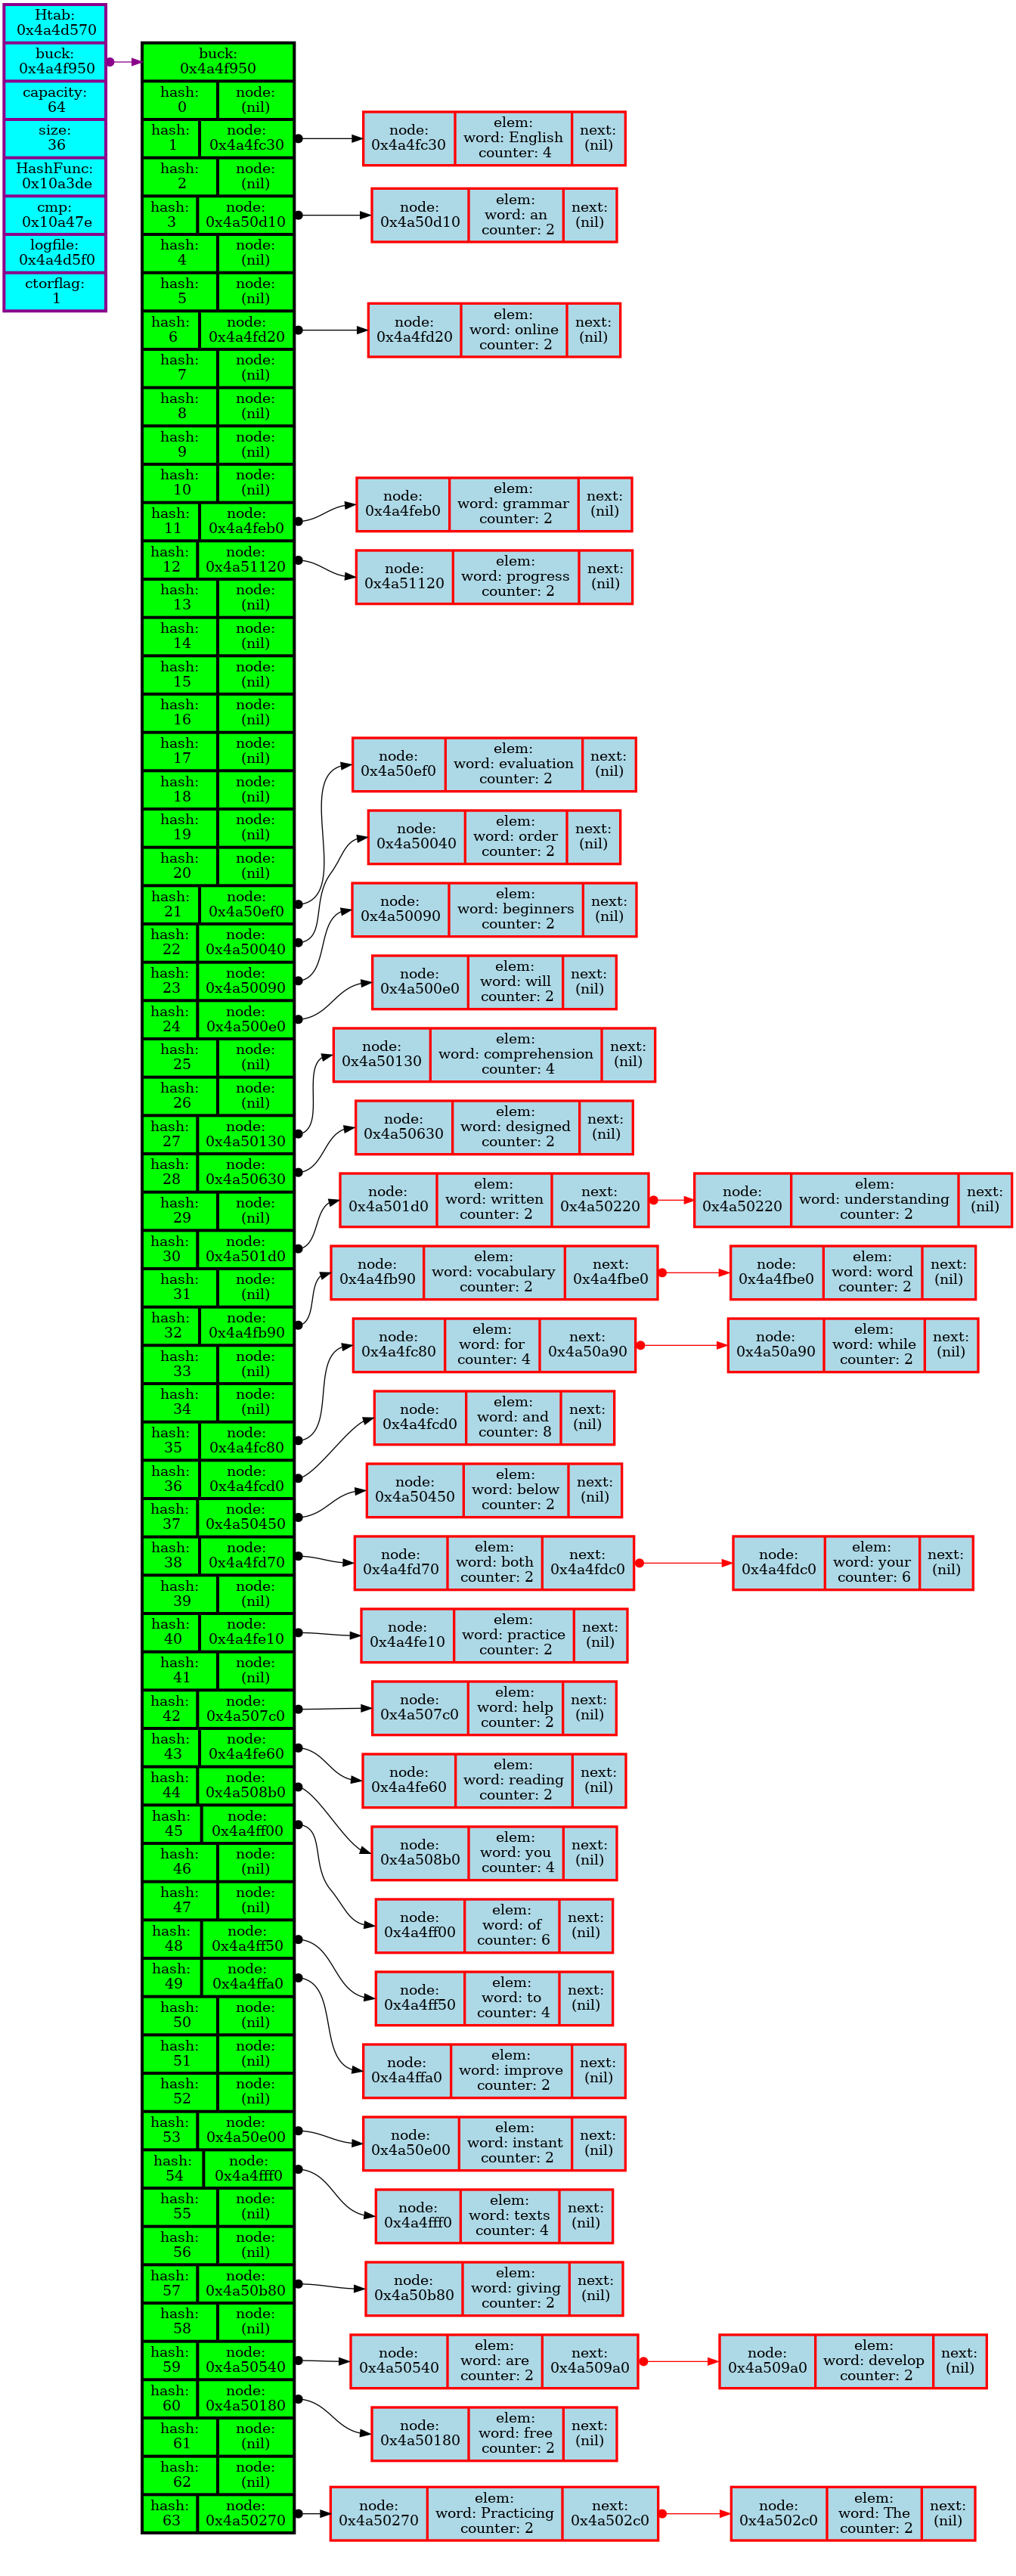 Htab:
0x4a4d570
buck:
0x4a4f950
capacity:
64
size:
36
HashFunc:
0x10a3de
cmp:
0x10a47e
logfile:
0x4a4d5f0
ctorflag:
1
buck:
0x4a4f950
hash: node:
0 (nil)
hash: node:
1 0x4a4fc30
node: elem: next:
0x4a4fc30 word: English (nil)
counter: 4
hash: node:
2 (nil)
hash: node:
3 0x4a50d10
node: elem: next:
0x4a50d10 word: an (nil)
counter: 2
hash: node:
4 (nil)
hash: node:
5 (nil)
hash: node:
6 0x4a4fd20
node: elem: next:
0x4a4fd20 word: online (nil)
counter: 2
hash: node:
7 (nil)
hash: node:
8 (nil)
hash: node:
9 (nil)
hash: node:
10 (nil)
hash: node:
11 0x4a4feb0
node: elem: next:
0x4a4feb0 word: grammar (nil)
counter: 2
hash: node:
12 0x4a51120
node: elem: next:
0x4a51120 word: progress (nil)
counter: 2
hash: node:
13 (nil)
hash: node:
14 (nil)
hash: node:
15 (nil)
hash: node:
16 (nil)
hash: node:
17 (nil)
hash: node:
18 (nil)
hash: node:
19 (nil)
hash: node:
20 (nil)
hash: node:
21 0x4a50ef0
node: elem: next:
0x4a50ef0 word: evaluation (nil)
counter: 2
hash: node:
22 0x4a50040
node: elem: next:
0x4a50040 word: order (nil)
counter: 2
hash: node:
23 0x4a50090
node: elem: next:
0x4a50090 word: beginners (nil)
counter: 2
hash: node:
24 0x4a500e0
node: elem: next:
0x4a500e0 word: will (nil)
counter: 2
hash: node:
25 (nil)
hash: node:
26 (nil)
hash: node:
27 0x4a50130
node: elem: next:
0x4a50130 word: comprehension (nil)
counter: 4
hash: node:
28 0x4a50630
node: elem: next:
0x4a50630 word: designed (nil)
counter: 2
hash: node:
29 (nil)
hash: node:
30 0x4a501d0
node: elem: next:
0x4a501d0 word: written 0x4a50220
counter: 2
node: elem: next:
0x4a50220 word: understanding (nil)
counter: 2
hash: node:
31 (nil)
hash: node:
32 0x4a4fb90
node: elem: next:
0x4a4fb90 word: vocabulary 0x4a4fbe0
counter: 2
node: elem: next:
0x4a4fbe0 word: word (nil)
counter: 2
hash: node:
33 (nil)
hash: node:
34 (nil)
hash: node:
35 0x4a4fc80
node: elem: next:
0x4a4fc80 word: for 0x4a50a90
counter: 4
node: elem: next:
0x4a50a90 word: while (nil)
counter: 2
hash: node:
36 0x4a4fcd0
node: elem: next:
0x4a4fcd0 word: and (nil)
counter: 8
hash: node:
37 0x4a50450
node: elem: next:
0x4a50450 word: below (nil)
counter: 2
hash: node:
38 0x4a4fd70
node: elem: next:
0x4a4fd70 word: both 0x4a4fdc0
counter: 2
node: elem: next:
0x4a4fdc0 word: your (nil)
counter: 6
hash: node:
39 (nil)
hash: node:
40 0x4a4fe10
node: elem: next:
0x4a4fe10 word: practice (nil)
counter: 2
hash: node:
41 (nil)
hash: node:
42 0x4a507c0
node: elem: next:
0x4a507c0 word: help (nil)
counter: 2
hash: node:
43 0x4a4fe60
node: elem: next:
0x4a4fe60 word: reading (nil)
counter: 2
hash: node:
44 0x4a508b0
node: elem: next:
0x4a508b0 word: you (nil)
counter: 4
hash: node:
45 0x4a4ff00
node: elem: next:
0x4a4ff00 word: of (nil)
counter: 6
hash: node:
46 (nil)
hash: node:
47 (nil)
hash: node:
48 0x4a4ff50
node: elem: next:
0x4a4ff50 word: to (nil)
counter: 4
hash: node:
49 0x4a4ffa0
node: elem: next:
0x4a4ffa0 word: improve (nil)
counter: 2
hash: node:
50 (nil)
hash: node:
51 (nil)
hash: node:
52 (nil)
hash: node:
53 0x4a50e00
node: elem: next:
0x4a50e00 word: instant (nil)
counter: 2
hash: node:
54 0x4a4fff0
node: elem: next:
0x4a4fff0 word: texts (nil)
counter: 4
hash: node:
55 (nil)
hash: node:
56 (nil)
hash: node:
57 0x4a50b80
node: elem: next:
0x4a50b80 word: giving (nil)
counter: 2
hash: node:
58 (nil)
hash: node:
59 0x4a50540
node: elem: next:
0x4a50540 word: are 0x4a509a0
counter: 2
node: elem: next:
0x4a509a0 word: develop (nil)
counter: 2
hash: node:
60 0x4a50180
node: elem: next:
0x4a50180 word: free (nil)
counter: 2
hash: node:
61 (nil)
hash: node:
62 (nil)
hash: node:
63 0x4a50270
node: elem: next:
0x4a50270 word: Practicing 0x4a502c0
counter: 2
node: elem: next:
0x4a502c0 word: The (nil)
counter: 2